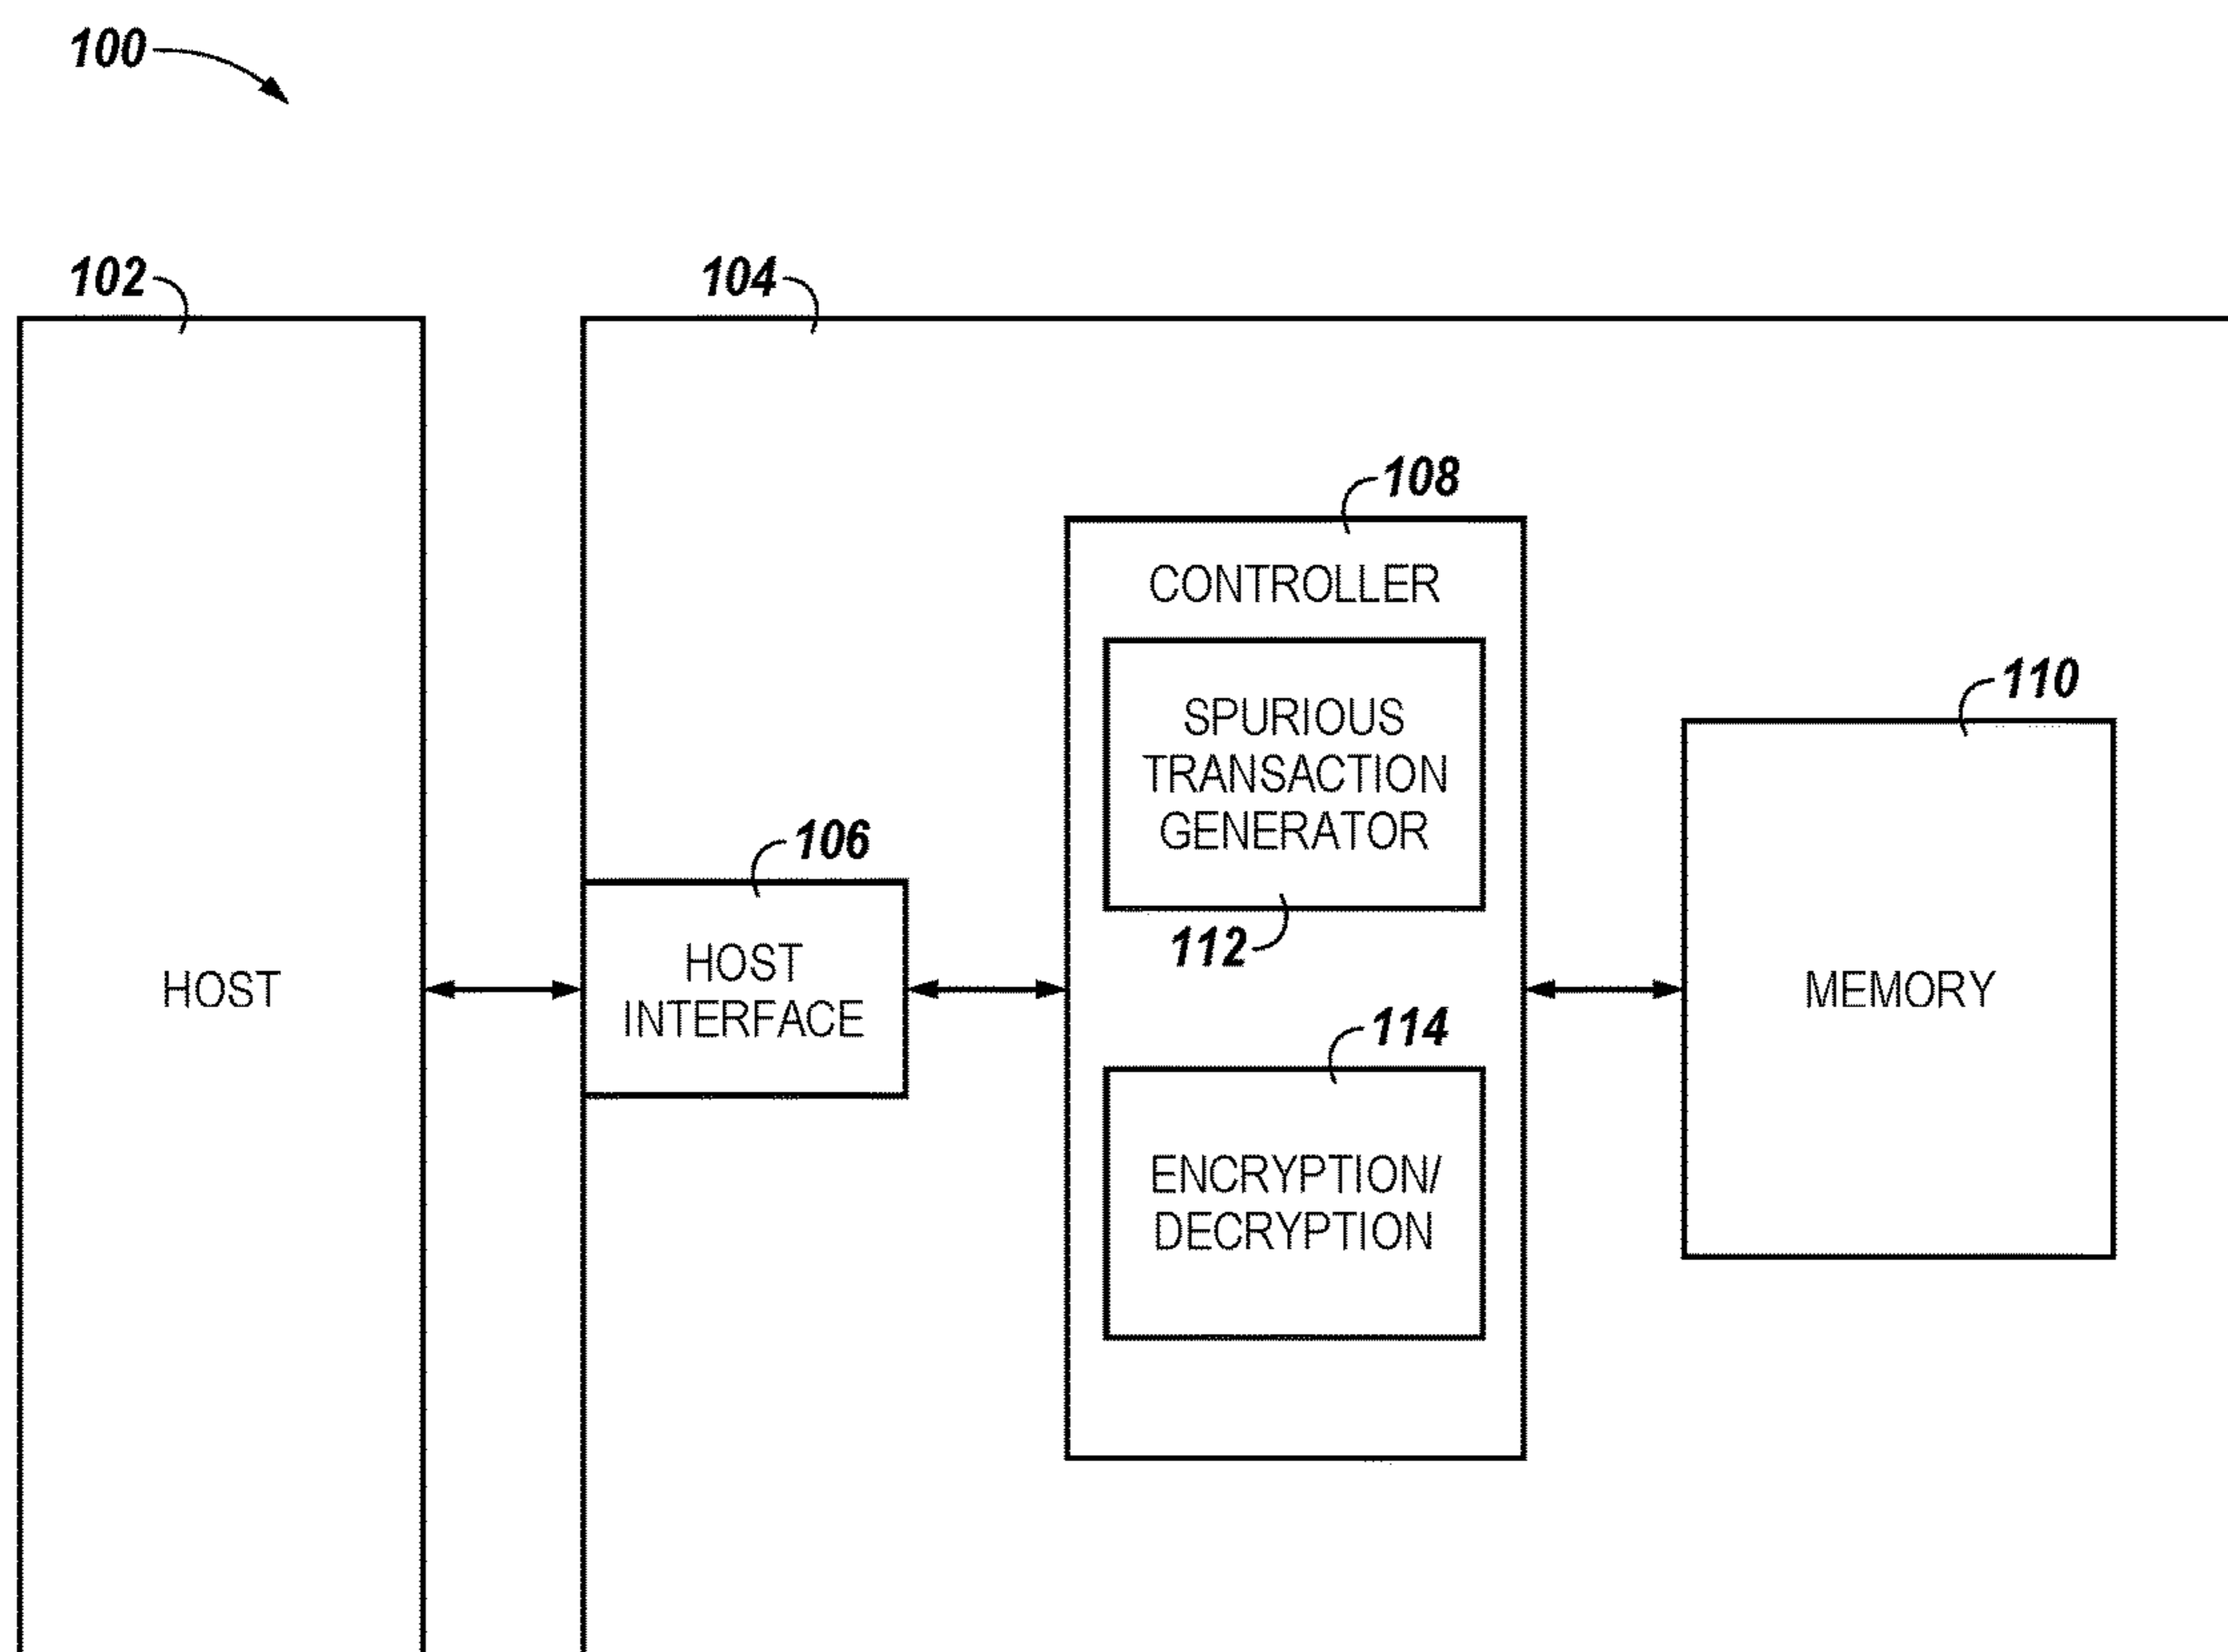 100
102
104
108
CONTROLLER
SPURIOUS
TRANSACTION
GENERATOR
112
110
106
HOST
HOST
INTERFACE
MEMORY
114
ENCRYPTION/
DECRYPTION